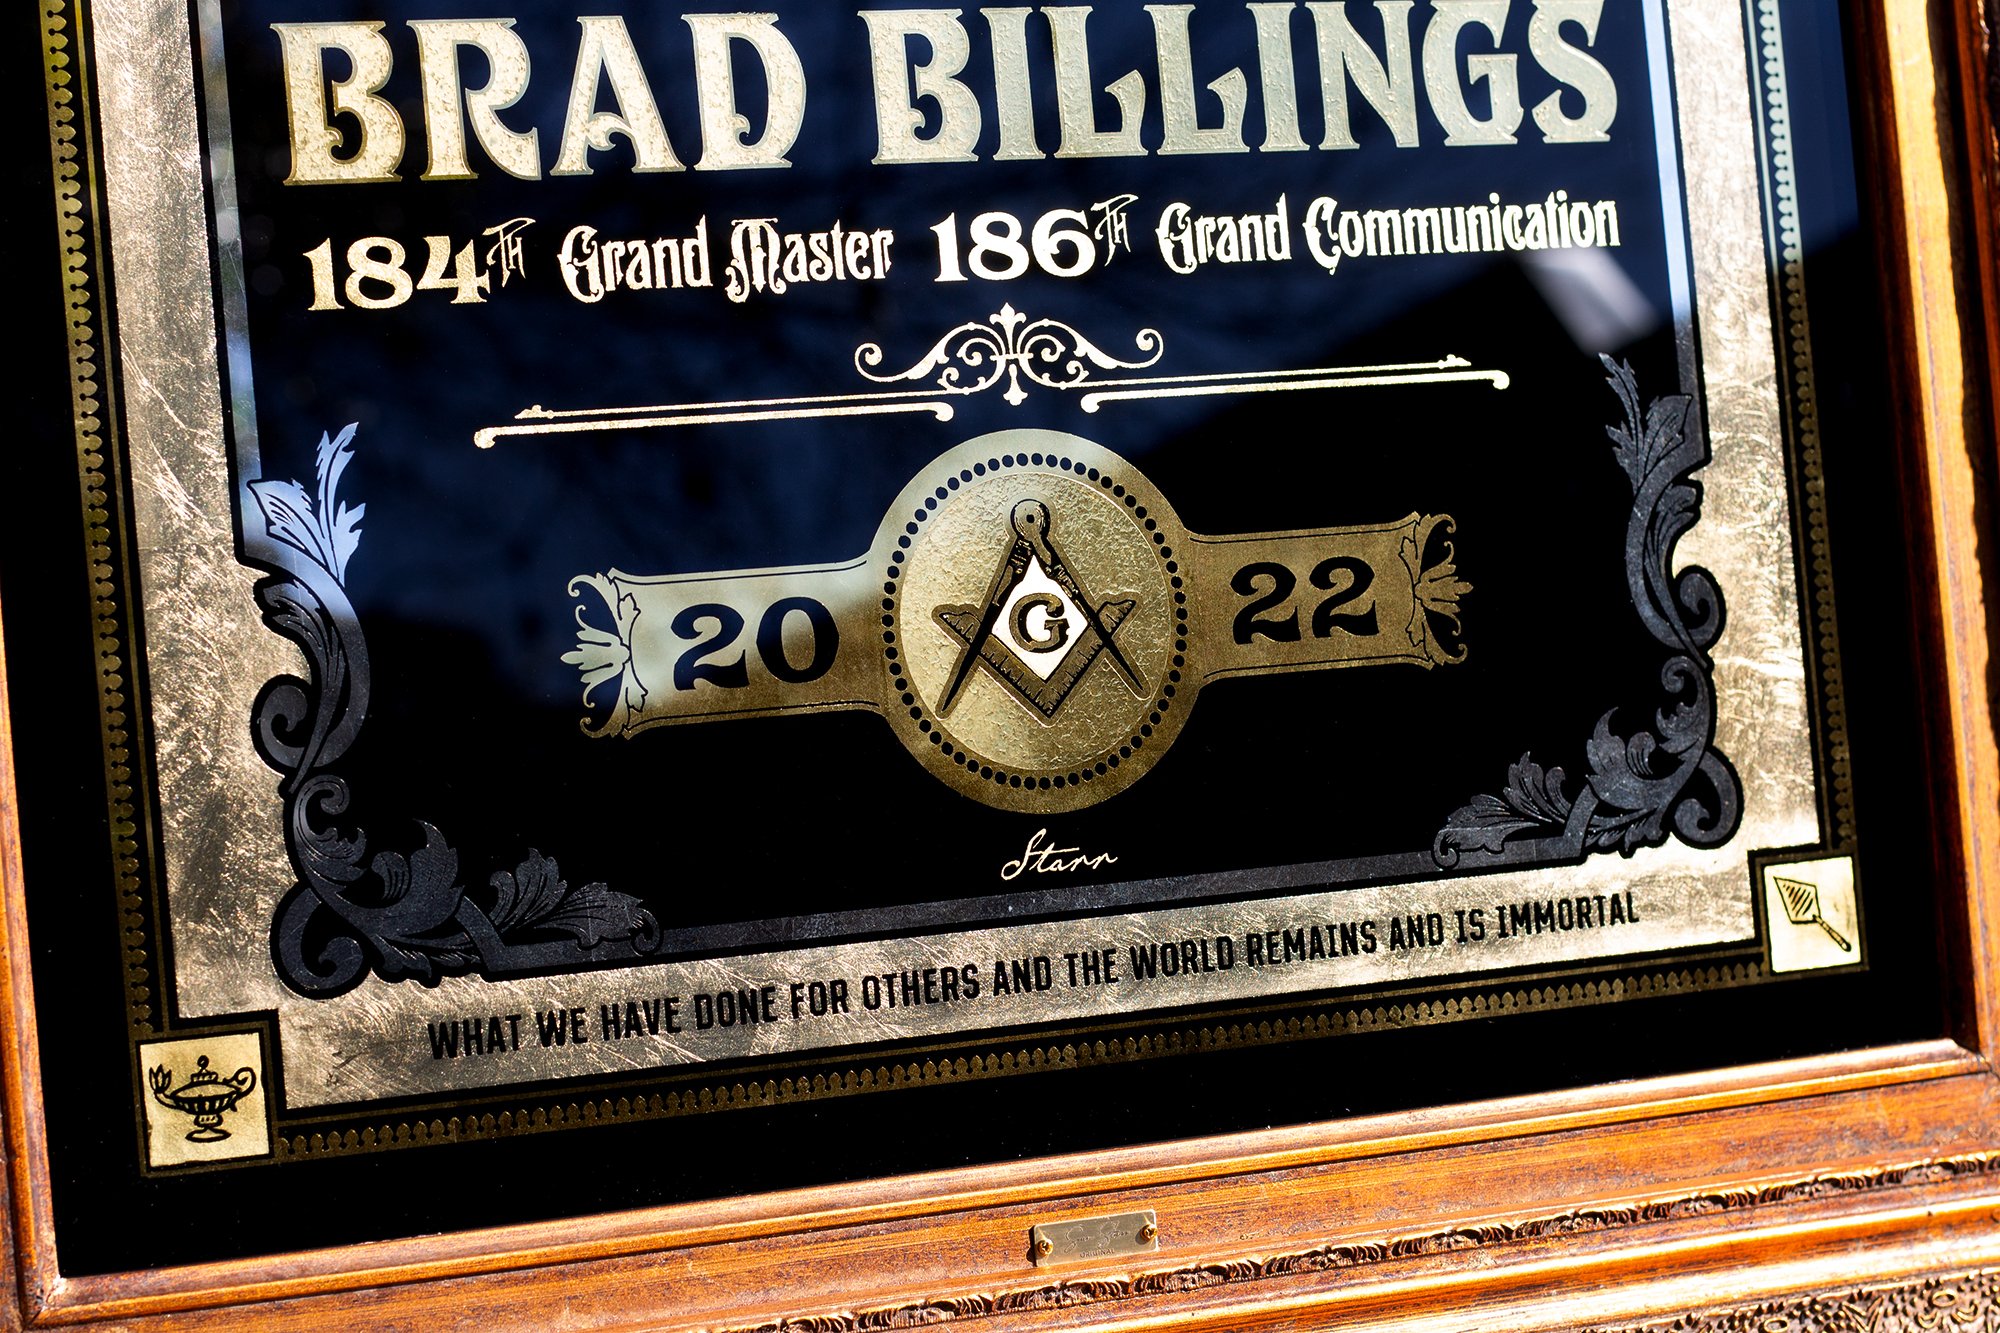 BRAD BILLINGS
184TH Grand Master 186TH Grand Communication
20 G 22
Starr
WHAT WE HAVE DONE FOR OTHERS AND THE WORLD REMAINS AND IS IMMORTAL
ORIGINAL